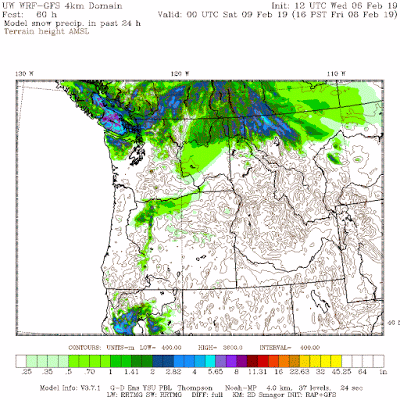 UW WRF-GFS 4km Domain Init: 12 UTC Wed 06 Feb 19
Fcst: 60 h Valid: 00 UTC Sat 09 Feb 19 (16 PST Fri 08 Feb 19)
Model snow precip. in past 24 h
Terrain height AMSL
130 W 120 W 110 W
CONTOURS: UNITS=m LOW= 400.00 HIGH= 3800.0 INTERVAL= 400.00
.25 .35 .5 .70 1 1.41 2 2.82 4 5.65 8 11.31 16 22.63 32 45.25 64 in
Model Info: V3.7.1 G-D Ens YSU PBL Thompson Noah-MP 4.0 km, 37 levels, 24 sec
LW: RRTMG SW: RRTMG DIFF: full KM: 2D Smagor INIT: RAP+GFS